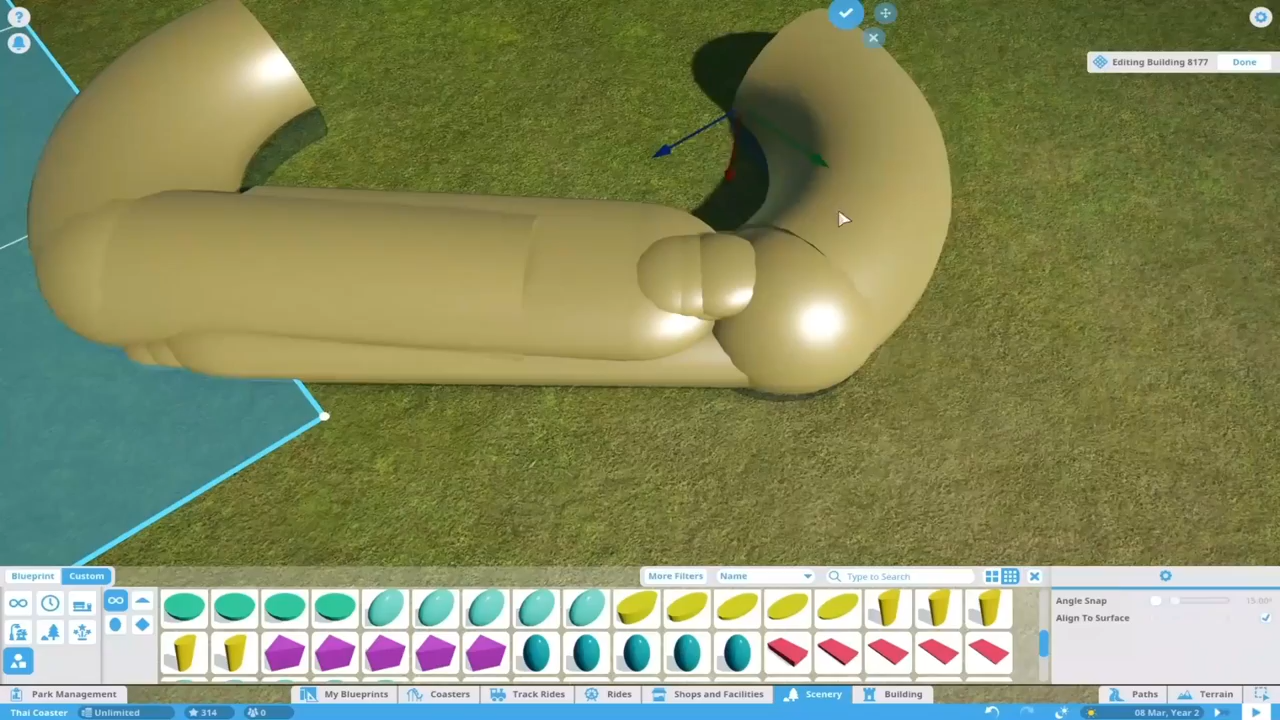 ?
Editing Building 8177 Done
Blueprint Custom
More Filters Name Type to Search
Angle Snap 15.00°
Align To Surface
Park Management My Blueprints Coasters Track Rides Rides Shops and Facilities Scenery Building Paths Terrain
Thai Coaster Unlimited 314 0 08 Mar, Year 2